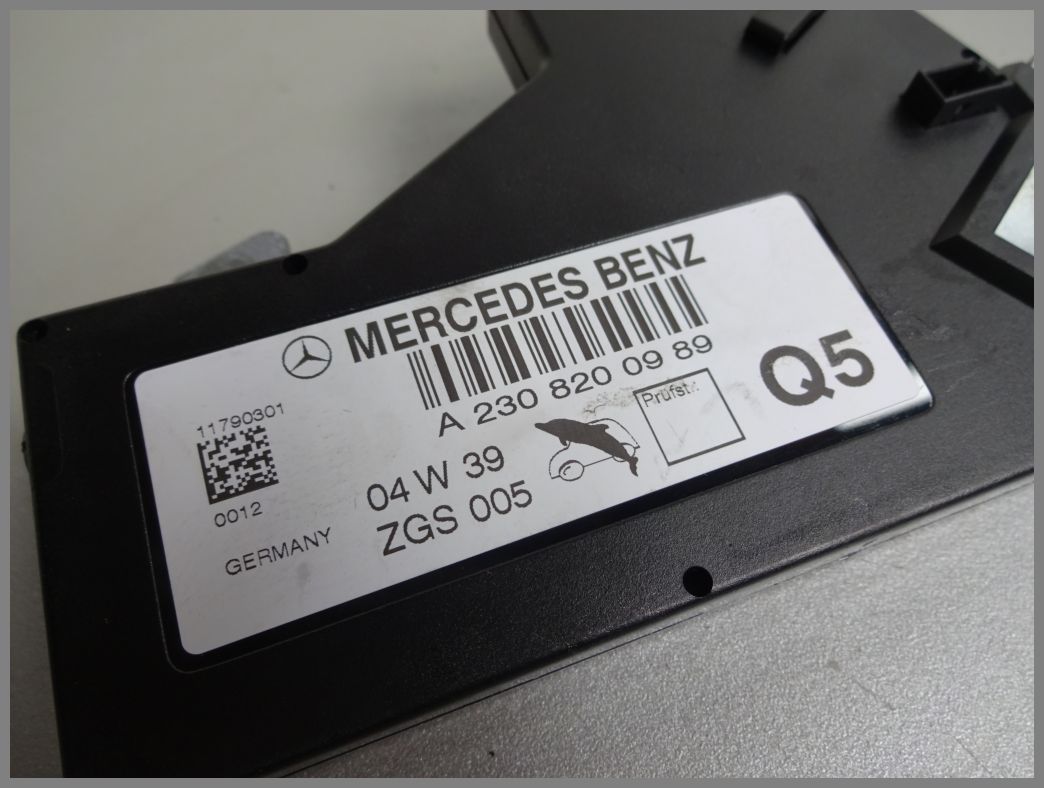 MERCEDES BENZ
A 230 820 09 89
Q5
Prüfst.
11790301
0012
04 W 39
ZGS 005
GERMANY